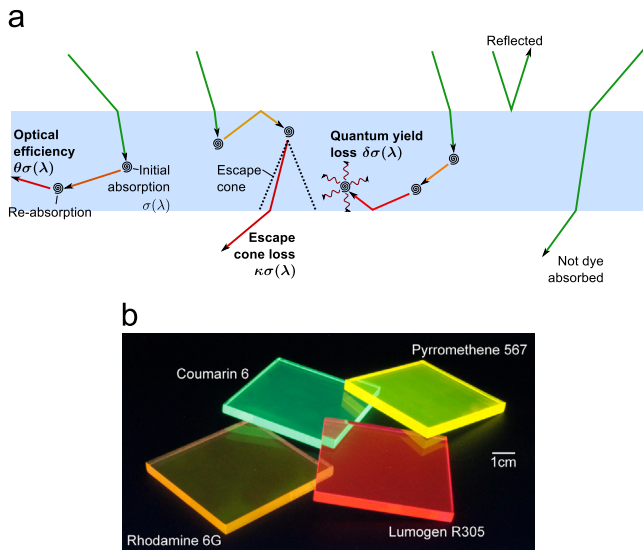 a
Reflected
Optical
efficiency
θσ(λ)
Initial
absorption
σ(λ)
Re-absorption
Escape
cone
Escape
cone loss
κσ(λ)
Quantum yield
loss δσ(λ)
Not dye
absorbed
b
Coumarin 6
Pyrromethene 567
1cm
Rhodamine 6G
Lumogen R305